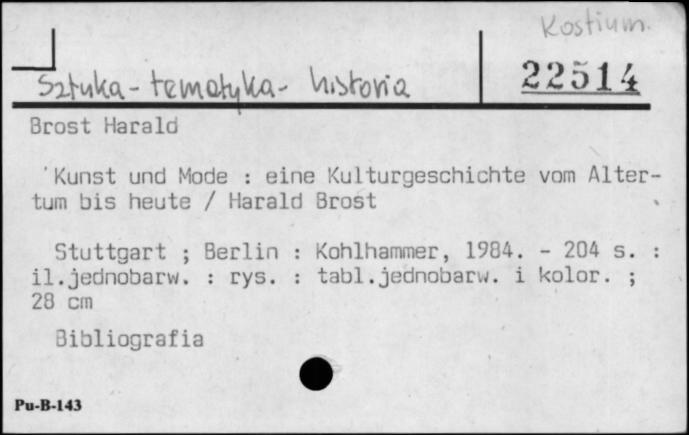 Kostium.
Sztuka - tematyka - historia
22514
Brost Harald
Kunst und Mode : eine Kulturgeschichte vom Alter-
tum bis heute / Harald Brost
Stuttgart ; Berlin : Kohlhammer, 1984. - 204 s. :
il.jednobarw. : rys. : tabl.jednobarw. i kolor. ;
28 cm
Bibliografia
Pu-B-143